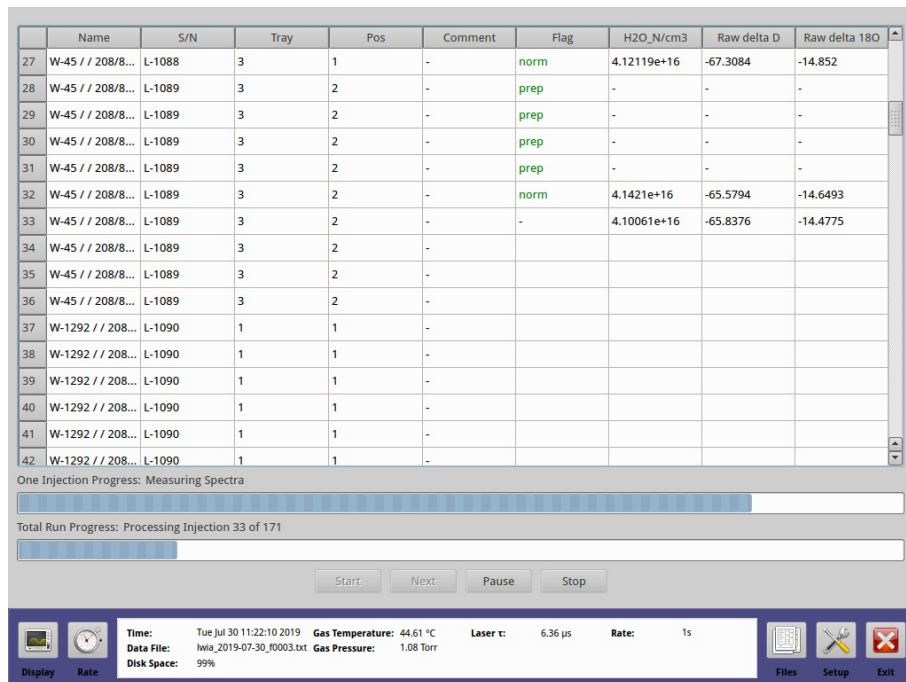 Name S/N Tray Pos Comment Flag H2O_N/cm3 Raw delta D Raw delta 18O
27 W-45 / / 208/8... L-1088 3 1 - norm 4.12119e+16 -67.3084 -14.852
28 W-45 / / 208/8... L-1089 3 2 - prep - - -
29 W-45 / / 208/8... L-1089 3 2 - prep - - -
30 W-45 / / 208/8... L-1089 3 2 - prep - - -
31 W-45 / / 208/8... L-1089 3 2 - prep - - -
32 W-45 / / 208/8... L-1089 3 2 - norm 4.1421e+16 -65.5794 -14.6493
33 W-45 / / 208/8... L-1089 3 2 - - 4.10061e+16 -65.8376 -14.4775
34 W-45 / / 208/8... L-1089 3 2 -
35 W-45 / / 208/8... L-1089 3 2 -
36 W-45 / / 208/8... L-1089 3 2 -
37 W-1292 / / 208... L-1090 1 1 -
38 W-1292 / / 208... L-1090 1 1 -
39 W-1292 / / 208... L-1090 1 1 -
40 W-1292 / / 208... L-1090 1 1 -
41 W-1292 / / 208... L-1090 1 1 -
42 W-1292 / / 208... L-1090 1 1 -
One Injection Progress: Measuring Spectra
Total Run Progress: Processing Injection 33 of 171
Start Next Pause Stop
Time: Tue Jul 30 11:22:10 2019 Gas Temperature: 44.61 °C Laser τ: 6.36 µs Rate: 1s
Data File: lwia_2019-07-30_f0003.txt Gas Pressure: 1.08 Torr
Disk Space: 99%
Display Rate Files Setup Exit